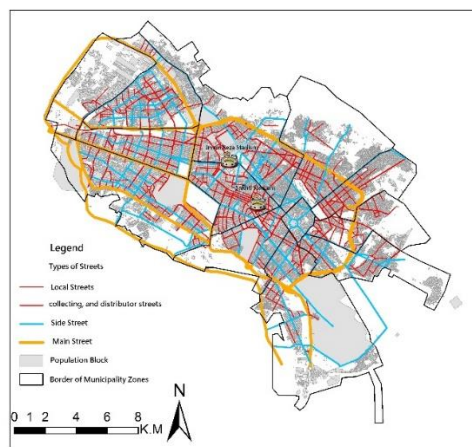 Legend
Types of Streets
Local Streets
collecting, and distributor streets
Side Street
Main Street
Population Block
Border of Municipality Zones
N
0 2 4 6 8
K.M